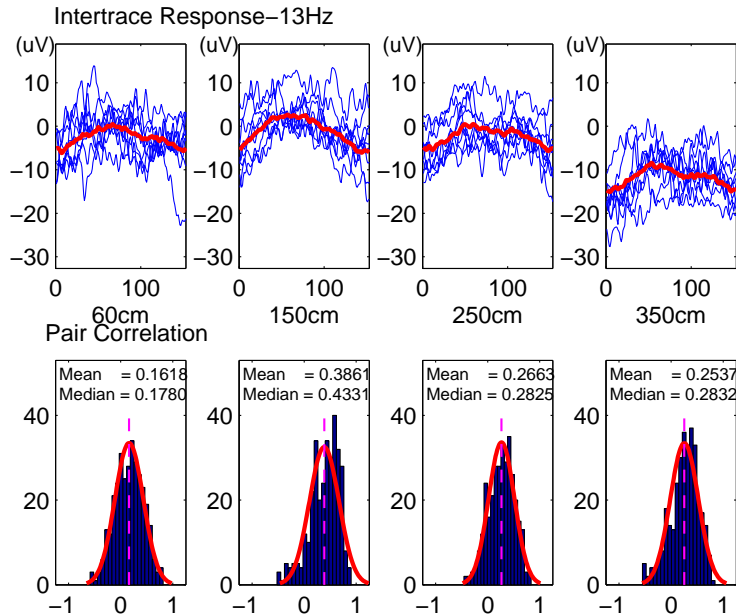 Intertrace Response−13Hz
(uV) (uV) (uV) (uV)
10 10 10 10
0 0 0 0
−10 −10 −10 −10
−20 −20 −20 −20
−30 −30 −30 −30
0 100 0 100 0 100 0 100
60cm 150cm 250cm 350cm
Pair Correlation
Mean = 0.1618 Mean = 0.3861 Mean = 0.2663 Mean = 0.2537
Median = 0.1780 Median = 0.4331 Median = 0.2825 Median = 0.2832
40 40 40 40
20 20 20 20
0 0 0 0
−1 0 1 −1 0 1 −1 0 1 −1 0 1